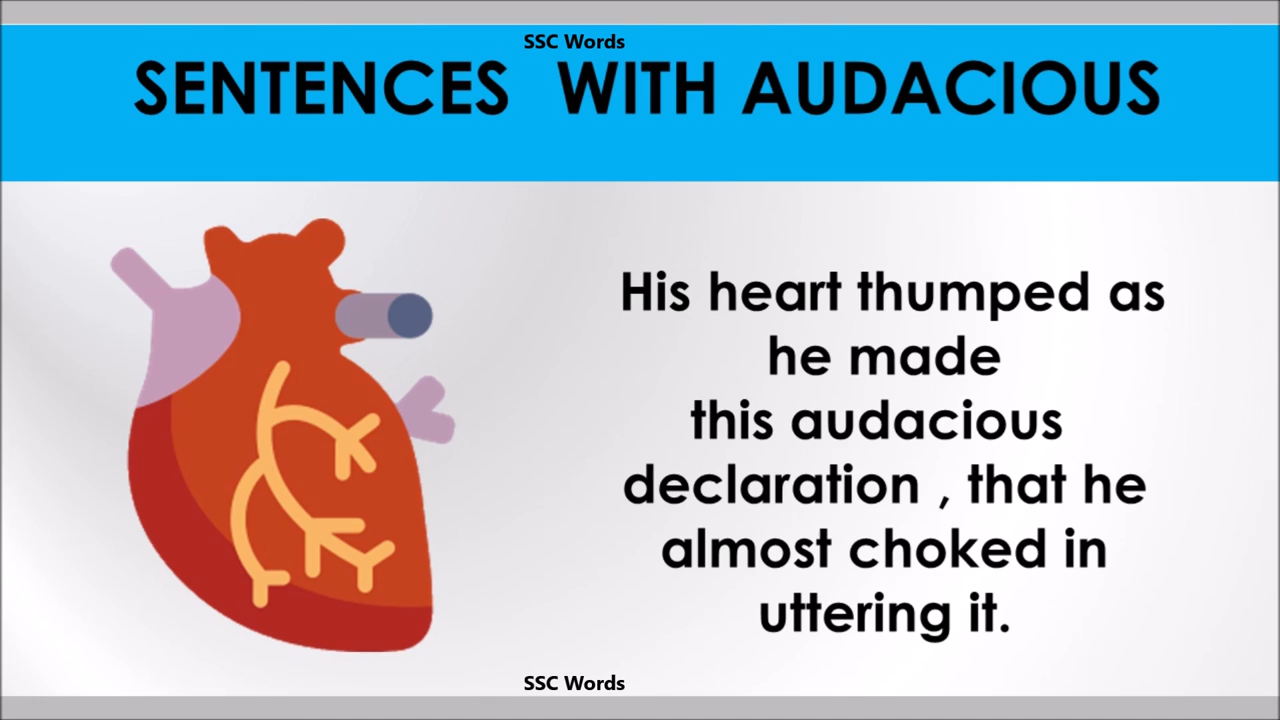 SSC Words
SENTENCES WITH AUDACIOUS
His heart thumped as
he made
this audacious
declaration , that he
almost choked in
uttering it.
SSC Words